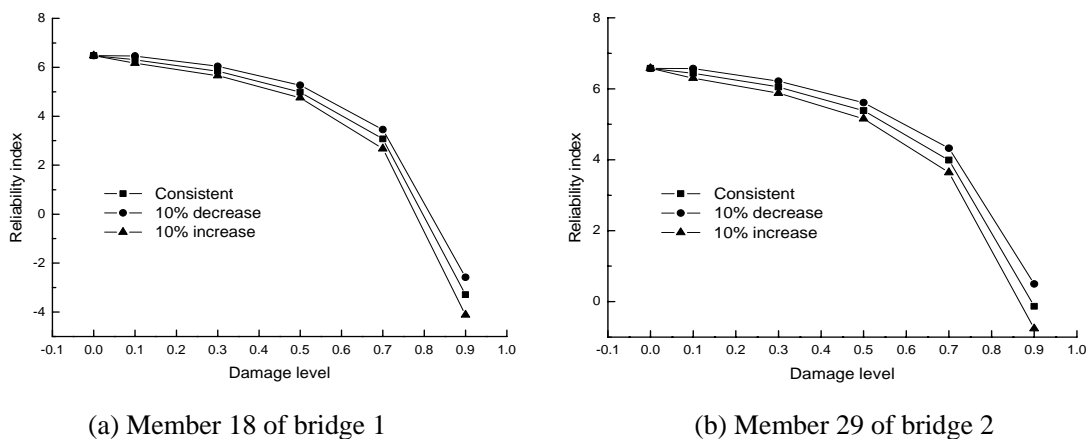 8
6
4
2
0
-2
-4
Reliability index
Consistent
10% decrease
10% increase
-0.1 0.0 0.1 0.2 0.3 0.4 0.5 0.6 0.7 0.8 0.9 1.0
Damage level
(a) Member 18 of bridge 1
8
6
4
2
0
Reliability index
Consistent
10% decrease
10% increase
-0.1 0.0 0.1 0.2 0.3 0.4 0.5 0.6 0.7 0.8 0.9 1.0
Damage level
(b) Member 29 of bridge 2